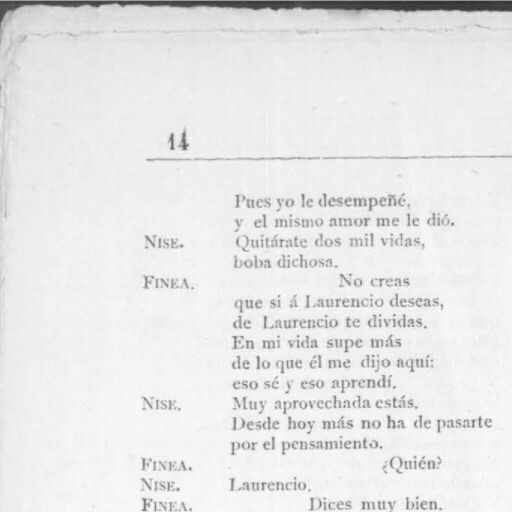 14
Pues yo le desempeñé,
y el mismo amor me le dió.
NISE. Quitárate dos mil vidas,
boba dichosa.
FINEA. No creas
que si á Laurencio deseas,
de Laurencio te dividas.
En mi vida supe más
de lo que él me dijo aquí:
eso sé y eso aprendí.
NISE. Muy aprovechada estás.
Desde hoy más no ha de pasarte
por el pensamiento.
FINEA. ¿Quién?
NISE. Laurencio.
FINEA. Dices muy bien.